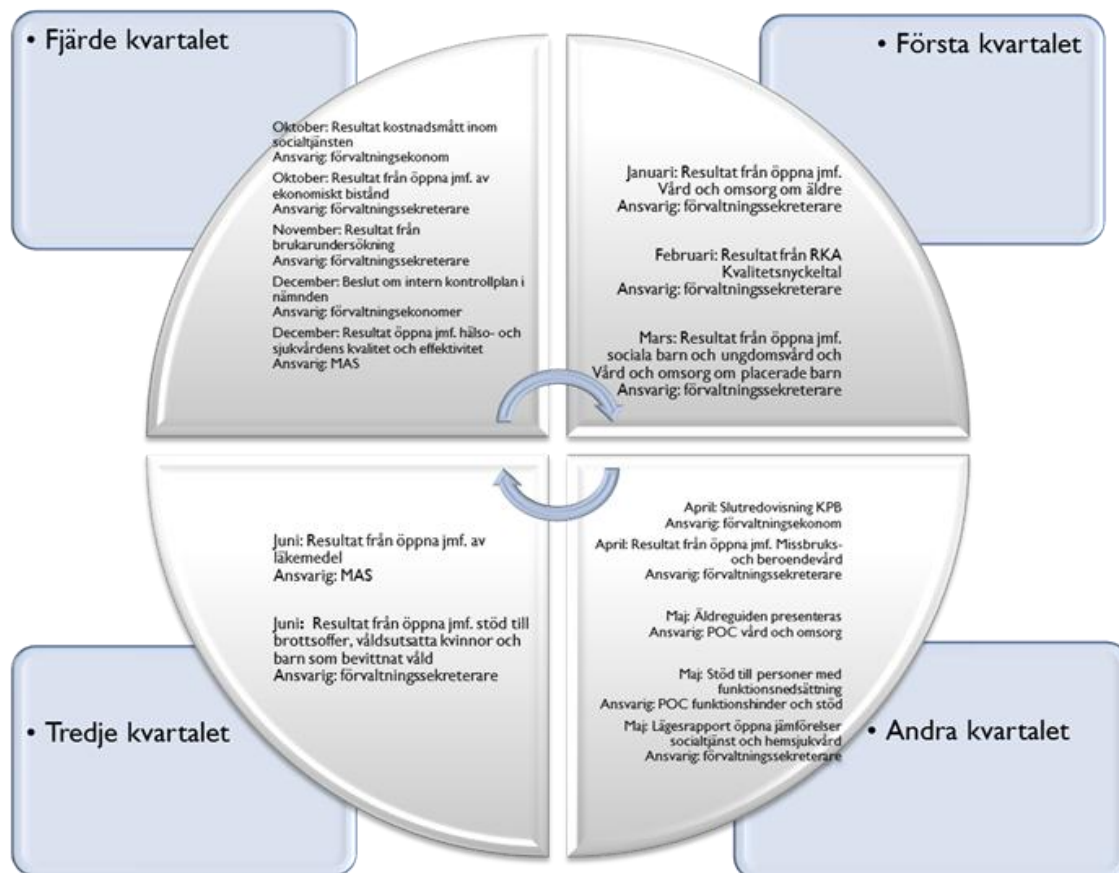 • Fjärde kvartalet
Oktober: Resultat kostnadsmått inom
socialtjänsten
Ansvarig: förvaltningsekonom
Oktober: Resultat från öppna jmf. av
ekonomiskt bistånd
Ansvarig: förvaltningssekreterare
November: Resultat från
brukarundersökning
Ansvarig: förvaltningssekreterare
December: Beslut om intern kontrollplan i
nämnden
Ansvarig: förvaltningsekonomer
December: Resultat öppna jmf. hälso- och
sjukvårdens kvalitet och effektivitet
Ansvarig: MAS
• Första kvartalet
Januari: Resultat från öppna jmf.
Vård och omsorg om äldre
Ansvarig: förvaltningssekreterare
Februari: Resultat från RKA
Kvalitetsnyckeltal
Ansvarig: förvaltningssekreterare
Mars: Resultat från öppna jmf.
sociala barn och ungdomsvård och
Vård och omsorg om placerade barn
Ansvarig: förvaltningssekreterare
Juni: Resultat från öppna jmf. av
läkemedel
Ansvarig: MAS
Juni: Resultat från öppna jmf. stöd till
brottsoffer, våldsutsatta kvinnor och
barn som bevittnat våld
Ansvarig: förvaltningssekreterare
• Tredje kvartalet
April: Slutredovisning KPB
Ansvarig: förvaltningsekonom
April: Resultat från öppna jmf. Missbruks-
och beroendevård
Ansvarig: förvaltningssekreterare
Maj: Äldreguiden presenteras
Ansvarig: POC vård och omsorg
Maj: Stöd till personer med
funktionsnedsättning
Ansvarig: POC funktionshinder och stöd
Maj: Lägesrapport öppna jämförelser
socialtjänst och hemsjukvård
Ansvarig: förvaltningssekreterare
• Andra kvartalet